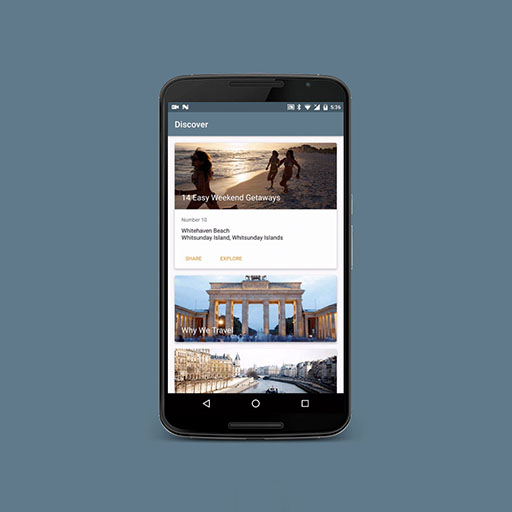 5:36
Discover
14 Easy Weekend Getaways
Number 10
Whitehaven Beach
Whitsunday Island, Whitsunday Islands
SHARE
EXPLORE
Why We Travel